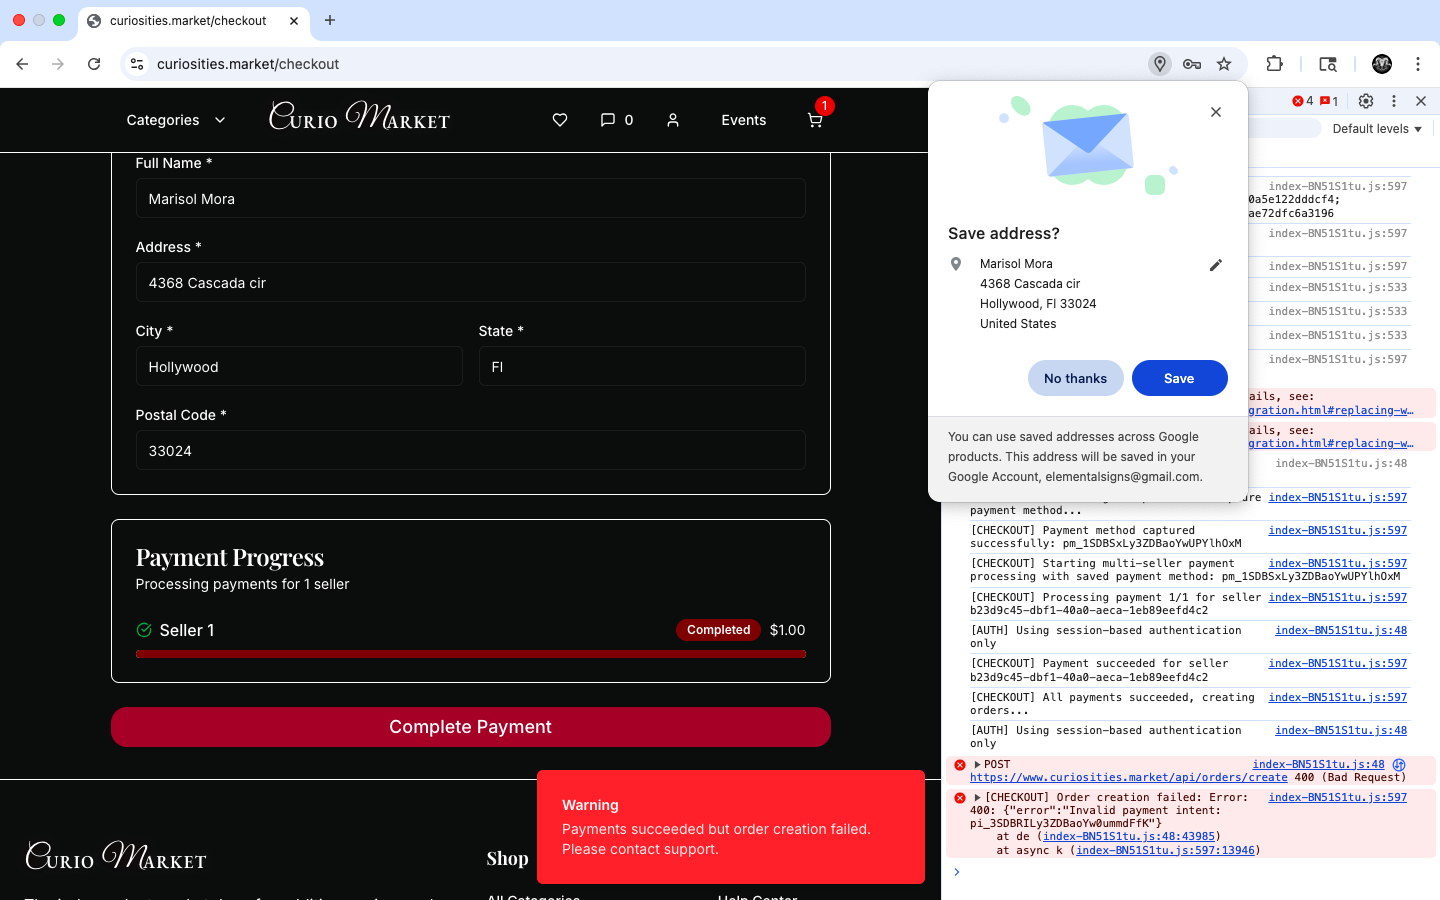 curiosities.market/checkout
curiosities.market/checkout
Categories
Curio Market
0
Events
1
Full Name *
Marisol Mora
Address *
4368 Cascada cir
City *
State *
Hollywood
Fl
Postal Code *
33024
Payment Progress
Processing payments for 1 seller
Seller 1
Completed
$1.00
Complete Payment
Warning
Payments succeeded but order creation failed.
Please contact support.
Curio Market
Shop
Save address?
Marisol Mora
4368 Cascada cir
Hollywood, Fl 33024
United States
No thanks
Save
You can use saved addresses across Google
products. This address will be saved in your
Google Account, elementalsigns@gmail.com.
4
1
Default levels
index-BN51S1tu.js:597
0a5e122dddcf4;
ae72dfc6a3196
index-BN51S1tu.js:597
index-BN51S1tu.js:597
index-BN51S1tu.js:533
index-BN51S1tu.js:533
index-BN51S1tu.js:533
index-BN51S1tu.js:597
ails, see:
gration.html#replacing-w…
ails, see:
gration.html#replacing-w…
index-BN51S1tu.js:48
ure index-BN51S1tu.js:597
payment method...
[CHECKOUT] Payment method captured index-BN51S1tu.js:597
successfully: pm_1SDBSxLy3ZDBaoYwUPYlhOxM
[CHECKOUT] Starting multi-seller payment index-BN51S1tu.js:597
processing with saved payment method: pm_1SDBSxLy3ZDBaoYwUPYlhOxM
[CHECKOUT] Processing payment 1/1 for seller index-BN51S1tu.js:597
b23d9c45-dbf1-40a0-aeca-1eb89eefd4c2
[AUTH] Using session-based authentication index-BN51S1tu.js:48
only
[CHECKOUT] Payment succeeded for seller index-BN51S1tu.js:597
b23d9c45-dbf1-40a0-aeca-1eb89eefd4c2
[CHECKOUT] All payments succeeded, creating index-BN51S1tu.js:597
orders...
[AUTH] Using session-based authentication index-BN51S1tu.js:48
only
POST index-BN51S1tu.js:48
https://www.curiosities.market/api/orders/create 400 (Bad Request)
[CHECKOUT] Order creation failed: Error: index-BN51S1tu.js:597
400: {"error":"Invalid payment intent:
pi_3SDBRILy3ZDBaoYw0ummdFfK"}
at de (index-BN51S1tu.js:48:43985)
at async k (index-BN51S1tu.js:597:13946)